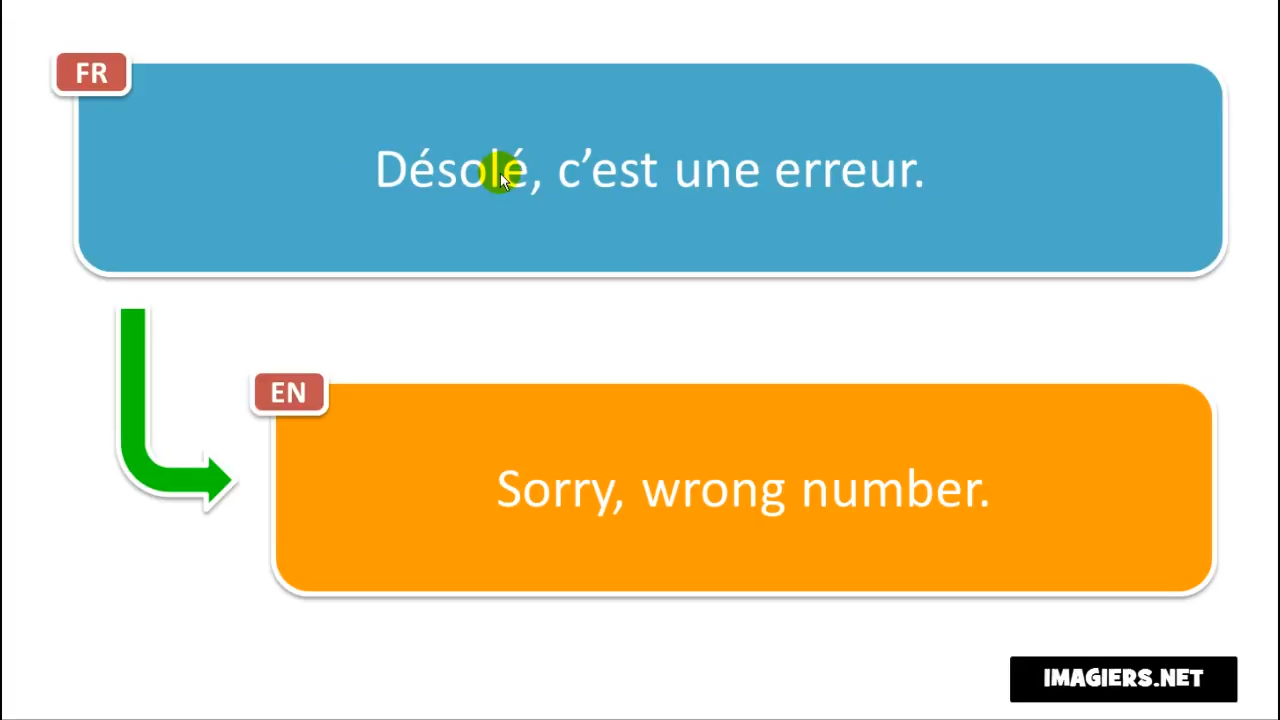 FR
Désolé, c’est une erreur.
EN
Sorry, wrong number.
IMAGIERS.NET